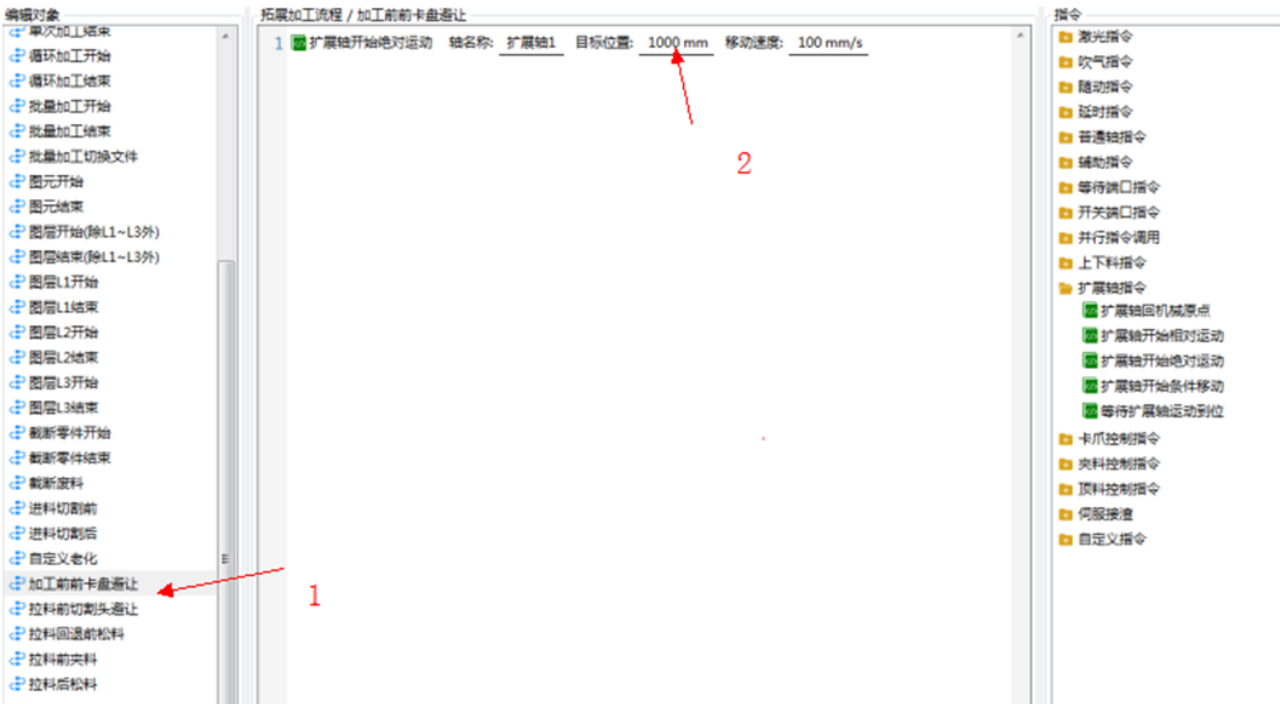 编辑对象
单次加工结束
循环加工开始
循环加工结束
批量加工开始
批量加工结束
批量加工切换文件
图元开始
图元结束
图层开始(除L1~L3外)
图层结束(除L1~L3外)
图层L1开始
图层L1结束
图层L2开始
图层L2结束
图层L3开始
图层L3结束
截断零件开始
截断零件结束
截断废料
进料切割前
进料切割后
自定义老化
加工前前卡盘避让
拉料前切割头避让
拉料回退前松料
拉料前夹料
拉料后松料
1
拓展加工流程 / 加工前前卡盘避让
1 扩展轴开始绝对运动 轴名称: 扩展轴1 目标位置: 1000 mm 移动速度: 100 mm/s
2
指令
激光指令
吹气指令
随动指令
延时指令
普通轴指令
辅助指令
等待端口指令
开关端口指令
并行指令调用
上下料指令
扩展轴指令
扩展轴回机械原点
扩展轴开始相对运动
扩展轴开始绝对运动
扩展轴开始条件移动
等待扩展轴运动到位
卡爪控制指令
夹料控制指令
顶料控制指令
伺服接渣
自定义指令